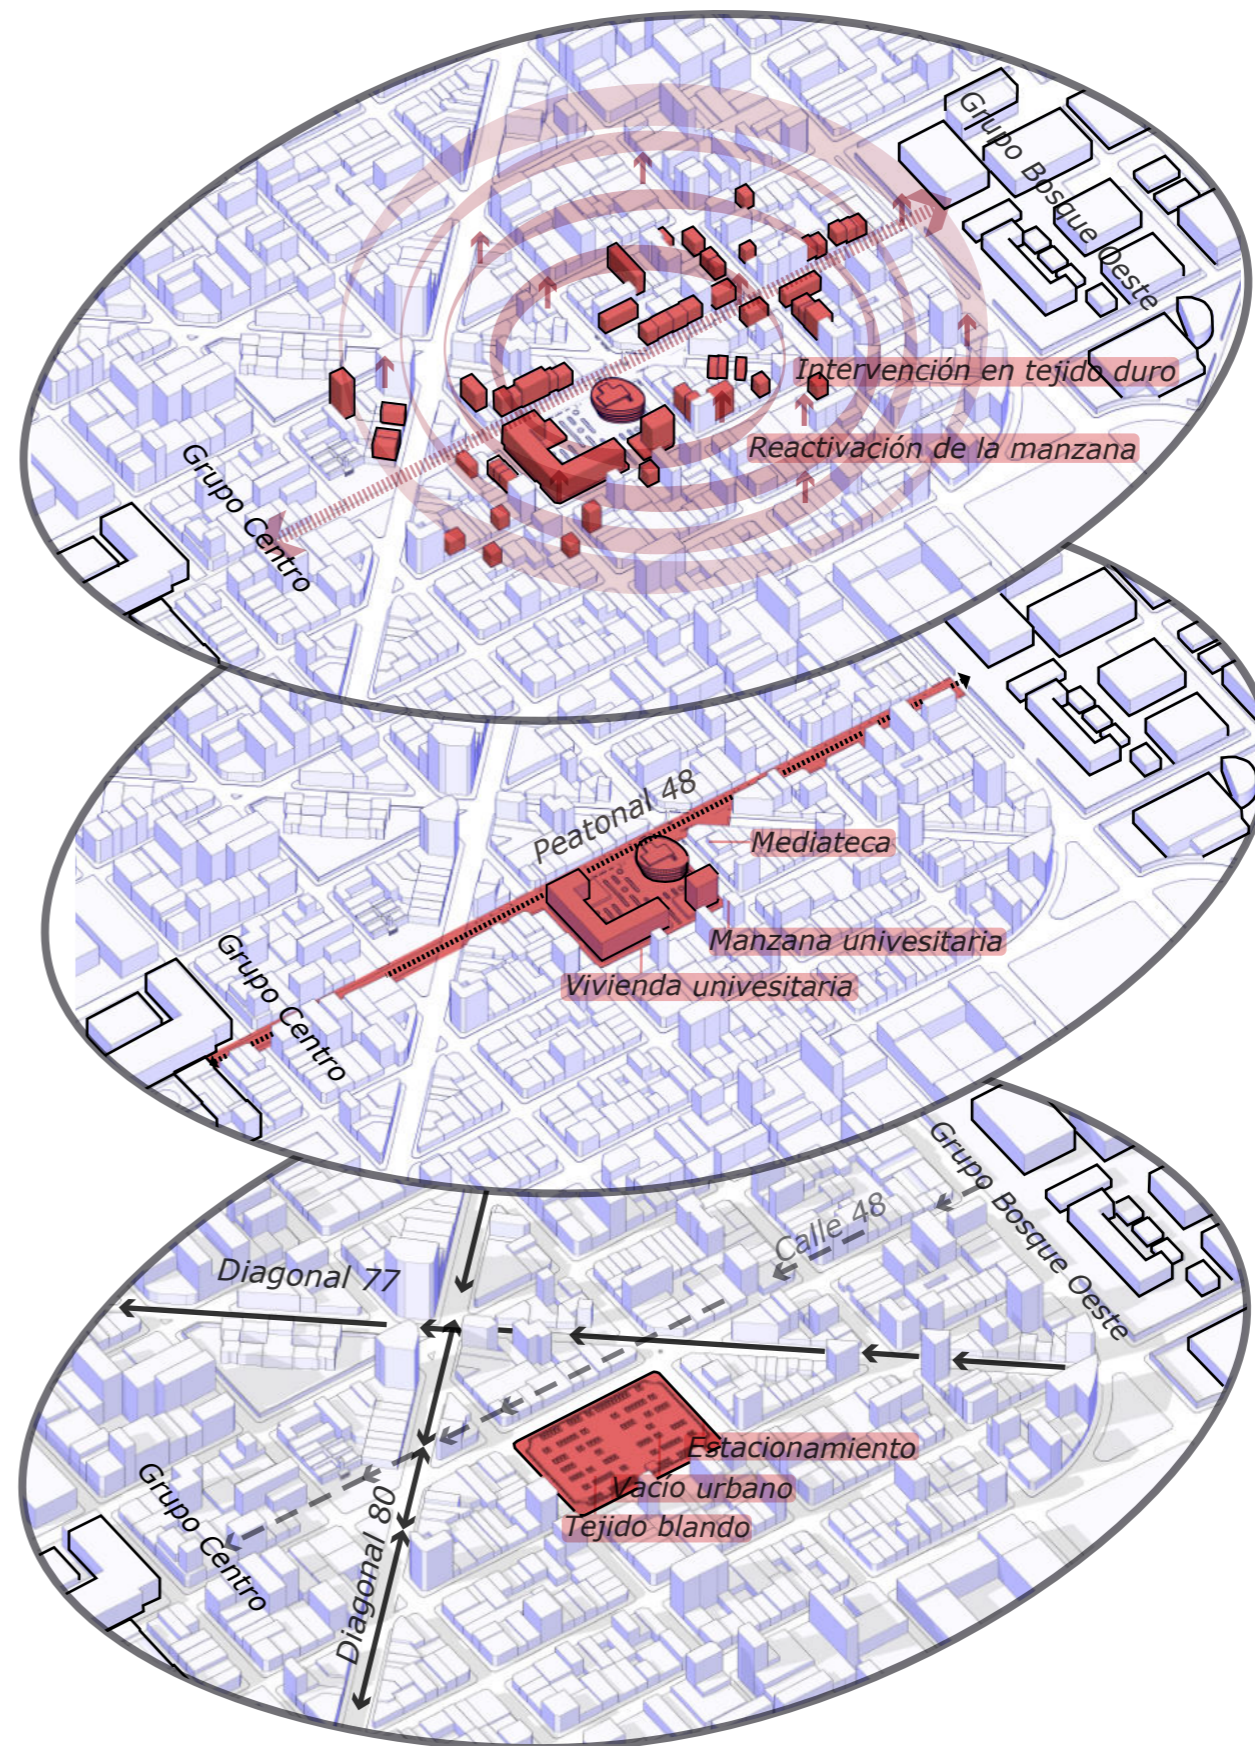 Grupo Bosque Oeste
Intervención en tejido duro
Reactivación de la manzana
Grupo Centro
Peatonal 48
Mediateca
Manzana univesitaria
Vivienda univesitaria
Grupo Centro
Grupo Bosque Oeste
Calle 48
Diagonal 77
Estacionamiento
Vacío urbano
Tejido blando
Grupo Centro
Diagonal 80